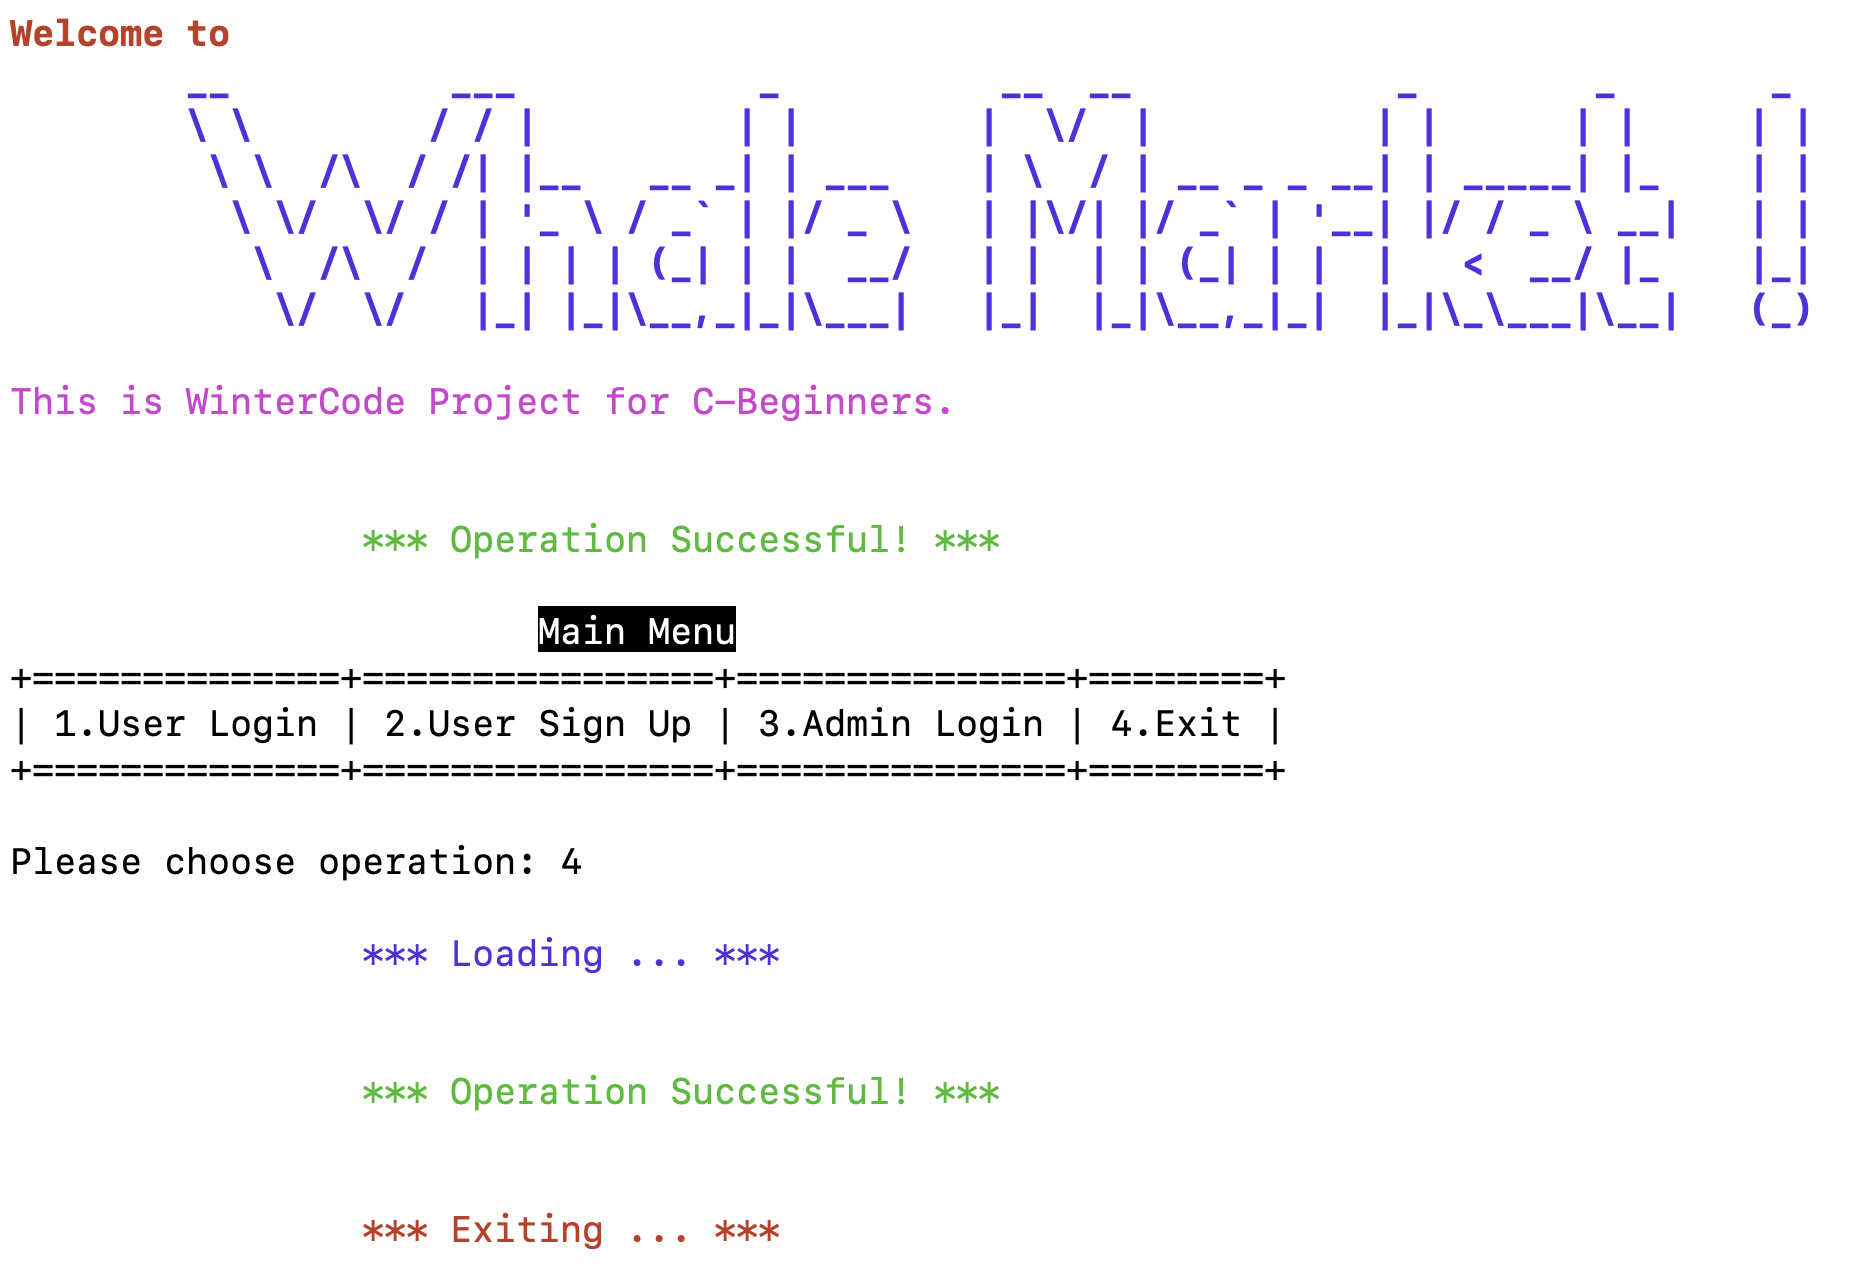 Welcome to
Whale Market !
This is WinterCode Project for C-Beginners.
*** Operation Successful! ***
Main Menu
+==============+================+===============+========+
| 1.User Login | 2.User Sign Up | 3.Admin Login | 4.Exit |
+==============+================+===============+========+
Please choose operation: 4
*** Loading ... ***
*** Operation Successful! ***
*** Exiting ... ***